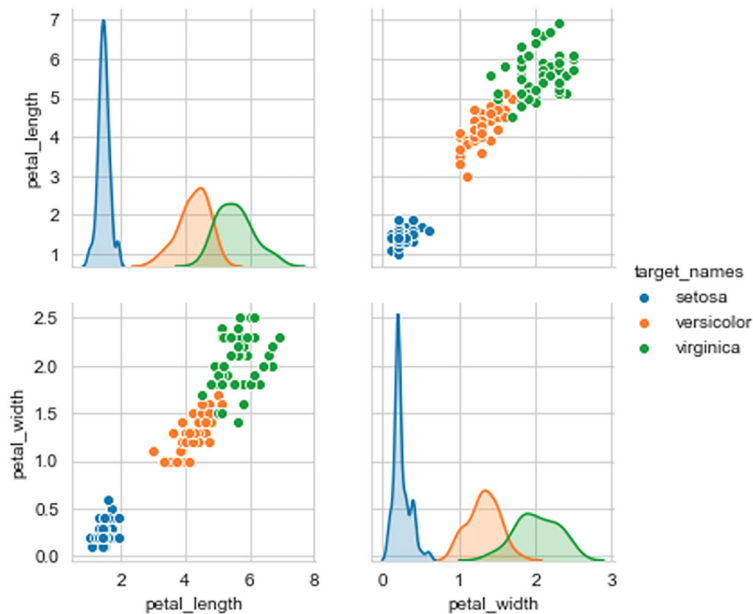 7
6
5
4
3
2
1
petal_length
target_names
setosa
versicolor
virginica
2.5
2.0
1.5
1.0
0.5
0.0
petal_width
2 4 6 8
petal_length
0 1 2 3
petal_width